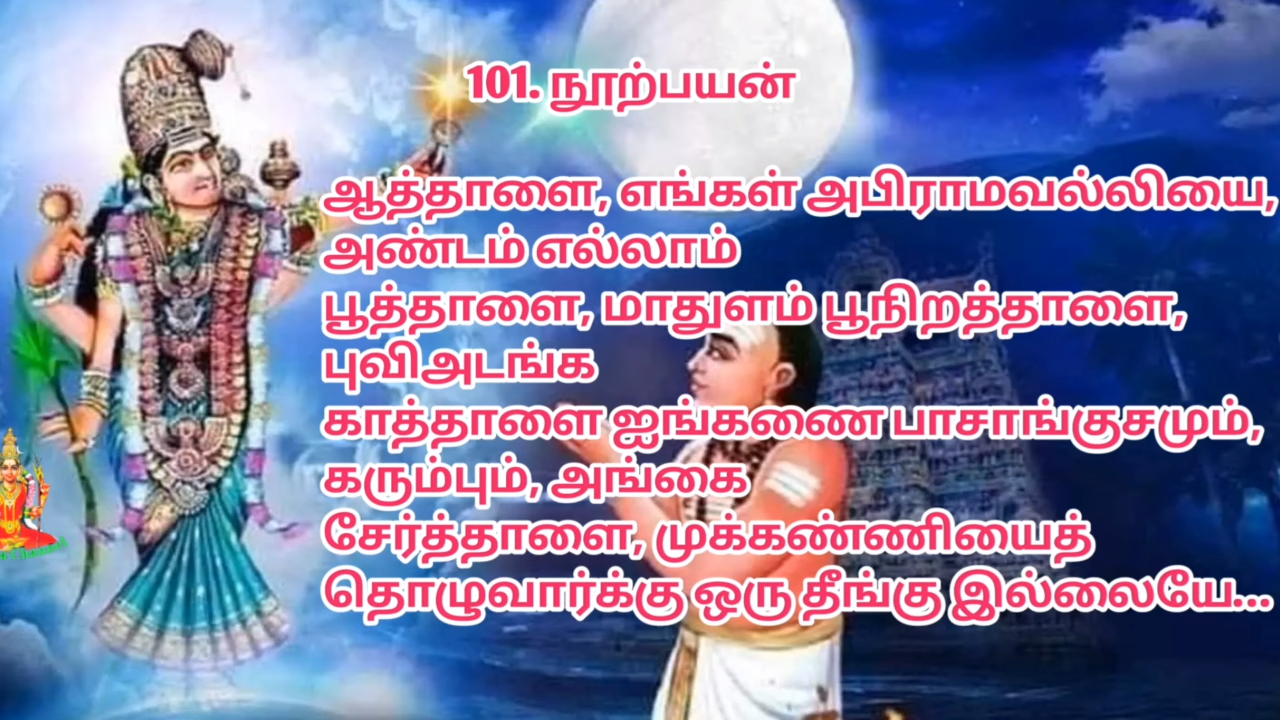 101. நூற்பயன்
ஆத்தாளை, எங்கள் அபிராமவல்லியை,
அண்டம் எல்லாம்
பூத்தாளை, மாதுளம் பூநிறத்தாளை,
புவிஅடங்க
காத்தாளை ஐங்கணை பாசாங்குசமும்,
கரும்பும், அங்கை
சேர்த்தாளை, முக்கண்ணியைத்
தொழுவார்க்கு ஒரு தீங்கு இல்லையே...